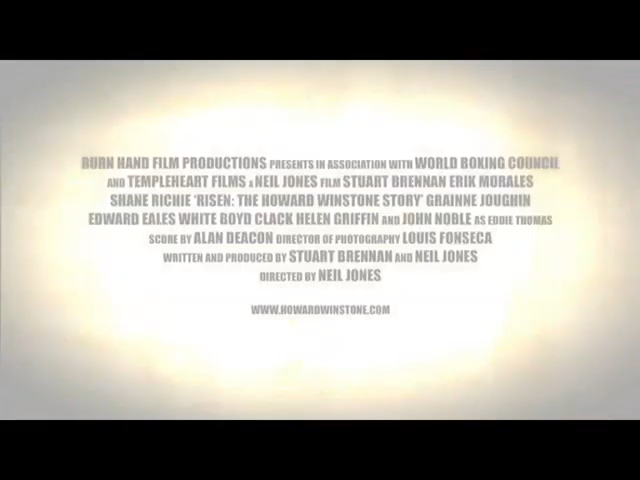 BURN HAND FILM PRODUCTIONS PRESENTS IN ASSOCIATION WITH WORLD BOXING COUNCIL
AND TEMPLEHEART FILMS A NEIL JONES FILM STUART BRENNAN ERIK MORALES
SHANE RICHIE 'RISEN: THE HOWARD WINSTONE STORY' GRAINNE JOUGHIN
EDWARD EALES WHITE BOYD CLACK HELEN GRIFFIN AND JOHN NOBLE AS EDDIE THOMAS
SCORE BY ALAN DEACON DIRECTOR OF PHOTOGRAPHY LOUIS FONSECA
WRITTEN AND PRODUCED BY STUART BRENNAN AND NEIL JONES
DIRECTED BY NEIL JONES
WWW.HOWARDWINSTONE.COM